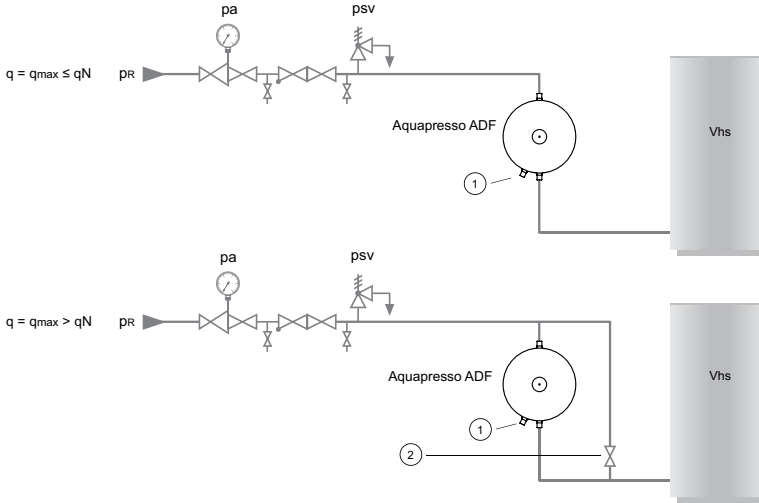 pa
psv
q = qmax ≤ qN
pR
Aquapresso ADF
Vhs
1
pa
psv
q = qmax > qN
pR
Aquapresso ADF
Vhs
1
2